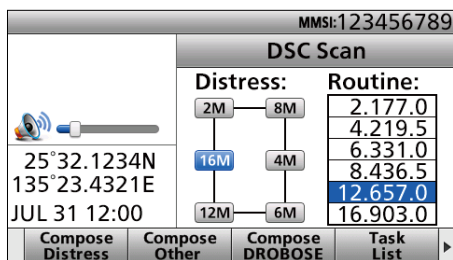 MMSI:123456789
DSC Scan
Distress:
2M 8M
16M 4M
12M 6M
Routine:
2.177.0
4.219.5
6.331.0
8.436.5
12.657.0
16.903.0
25°32.1234N
135°23.4321E
JUL 31 12:00
Compose Distress
Compose Other
Compose DROBOSE
Task List